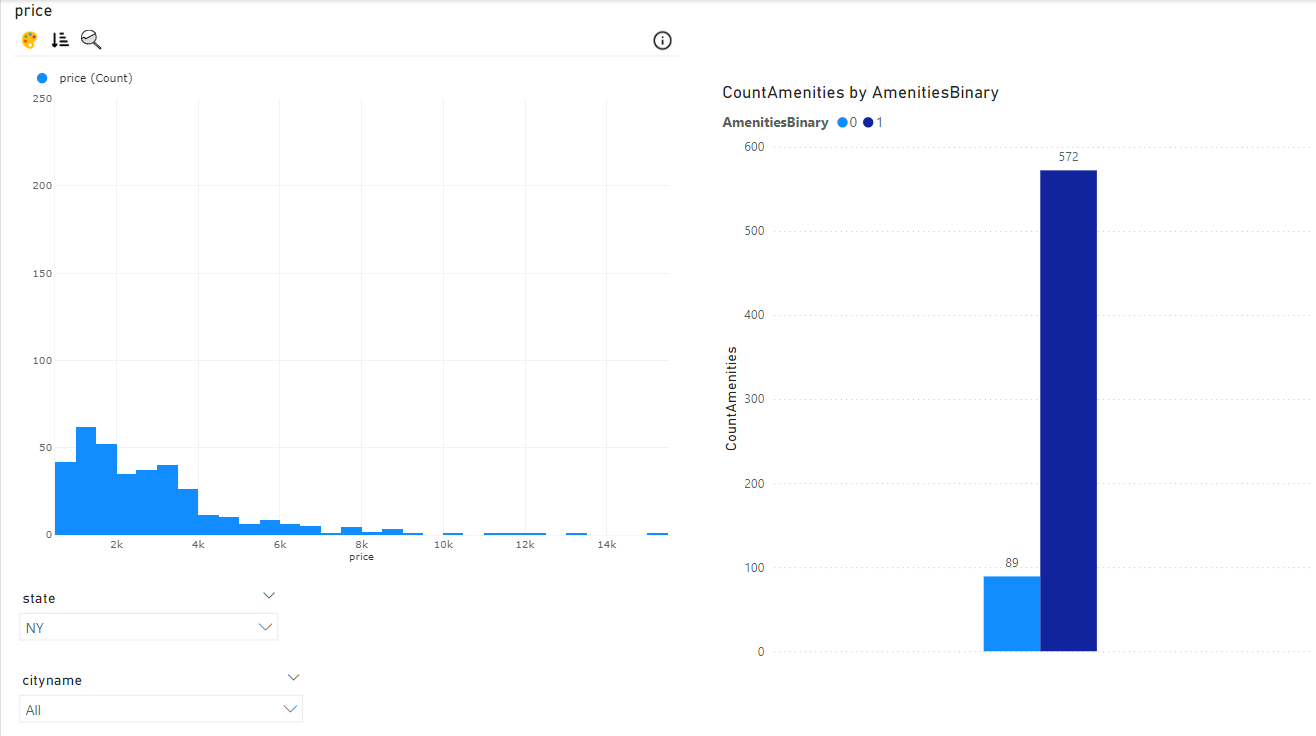 price
price (Count)
250
200
150
100
50
0
2k 4k 6k 8k 10k 12k 14k
price
state
NY
cityname
All
CountAmenities by AmenitiesBinary
AmenitiesBinary 0 1
600
500
400
300
200
100
0
CountAmenities
572
89